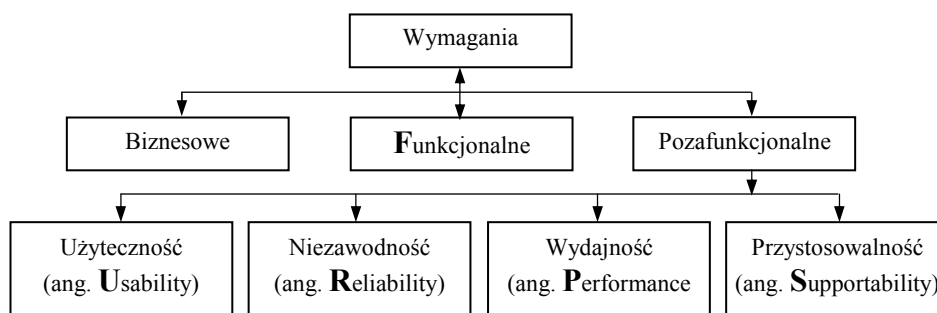 Wymagania
Biznesowe
Funkcjonalne
Pozafunkcjonalne
Użyteczność
(ang. Usability)
Niezawodność
(ang. Reliability)
Wydajność
(ang. Performance
Przystosowalność
(ang. Supportability)